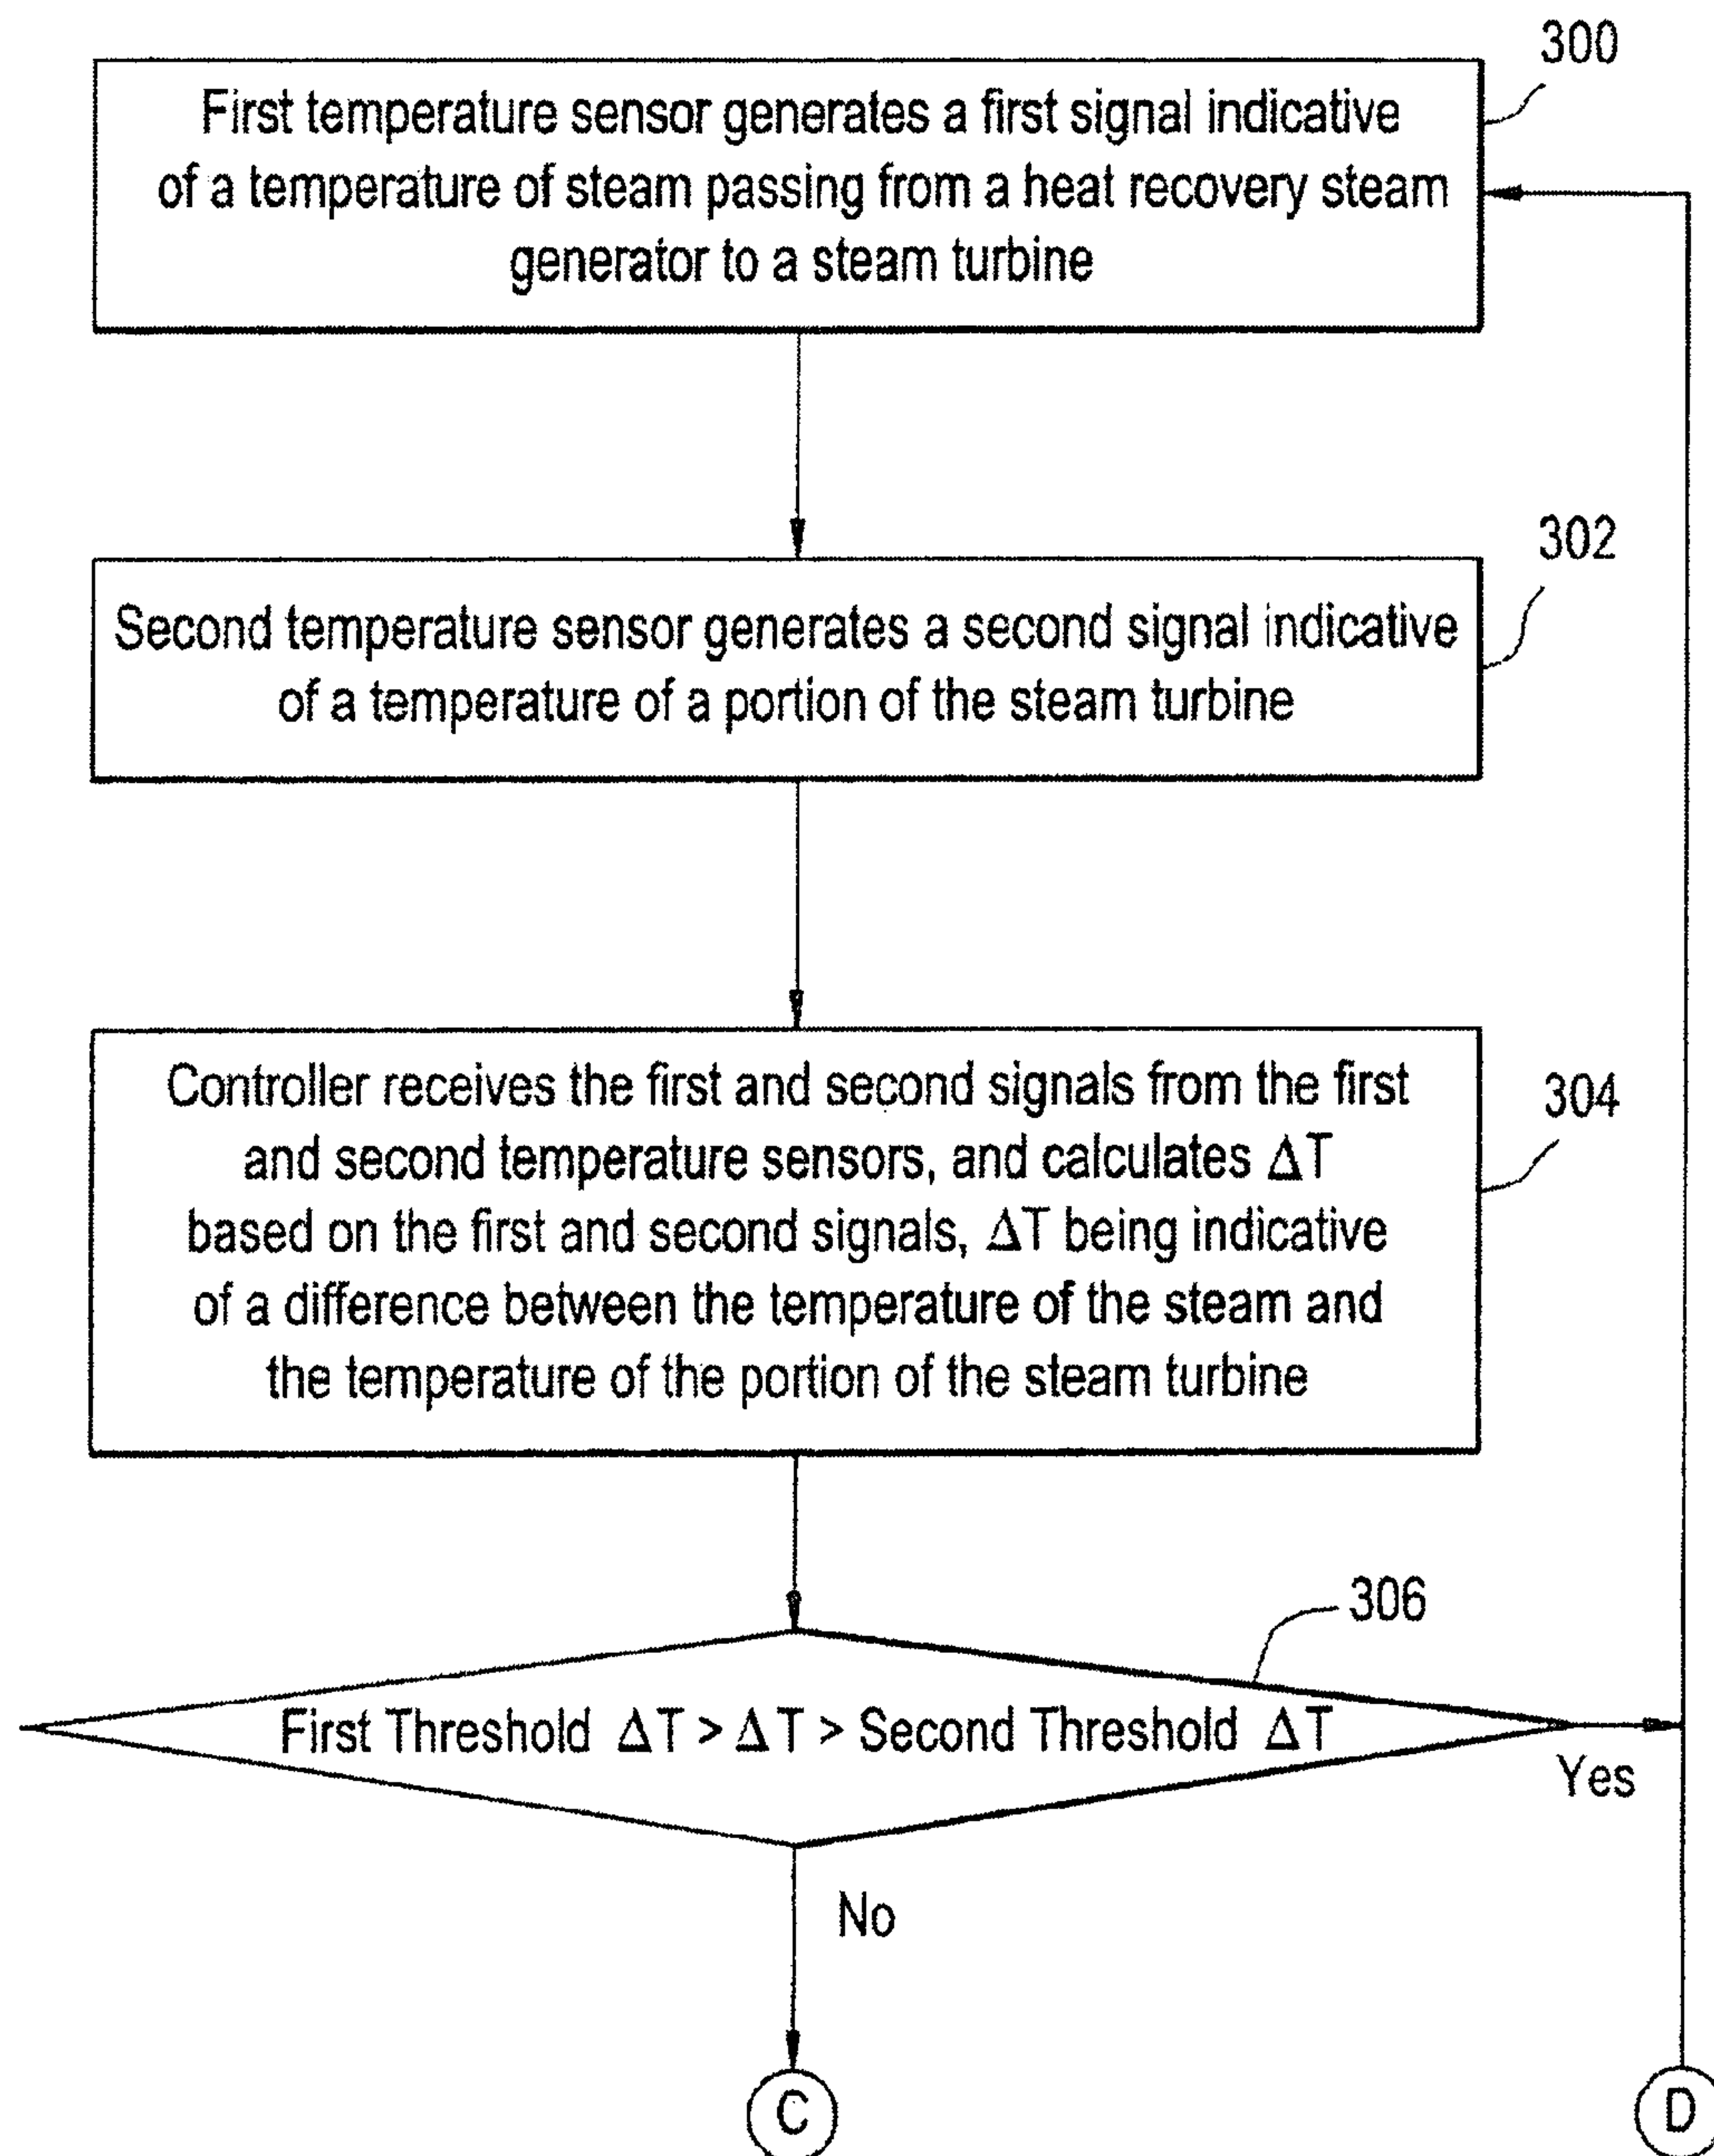 300
First temperature sensor generates a first signal indicative
of a temperature of steam passing from a heat recovery steam
generator to a steam turbine
302
Second temperature sensor generates a second signal indicative
of a temperature of a portion of the steam turbine
304
Controller receives the first and second signals from the first
and second temperature sensors, and calculates ΔT
based on the first and second signals, ΔT being indicative
of a difference between the temperature of the steam and
the temperature of the portion of the steam turbine
306
First Threshold ΔT > ΔT > Second Threshold ΔT
Yes
No
C
D